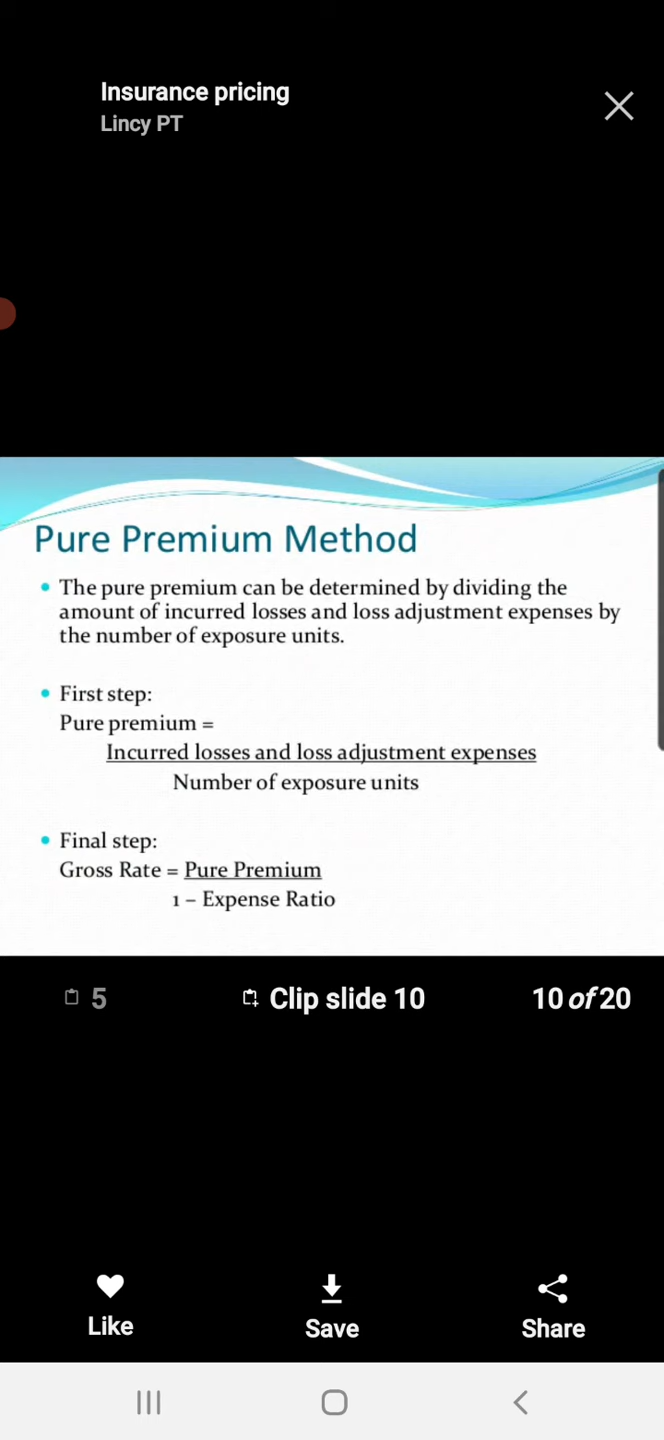 Insurance pricing
Lincy PT
Pure Premium Method
• The pure premium can be determined by dividing the
amount of incurred losses and loss adjustment expenses by
the number of exposure units.
• First step:
Pure premium =
Incurred losses and loss adjustment expenses
Number of exposure units
• Final step:
Gross Rate = Pure Premium
1 – Expense Ratio
5
Clip slide 10
10 of 20
Like
Save
Share